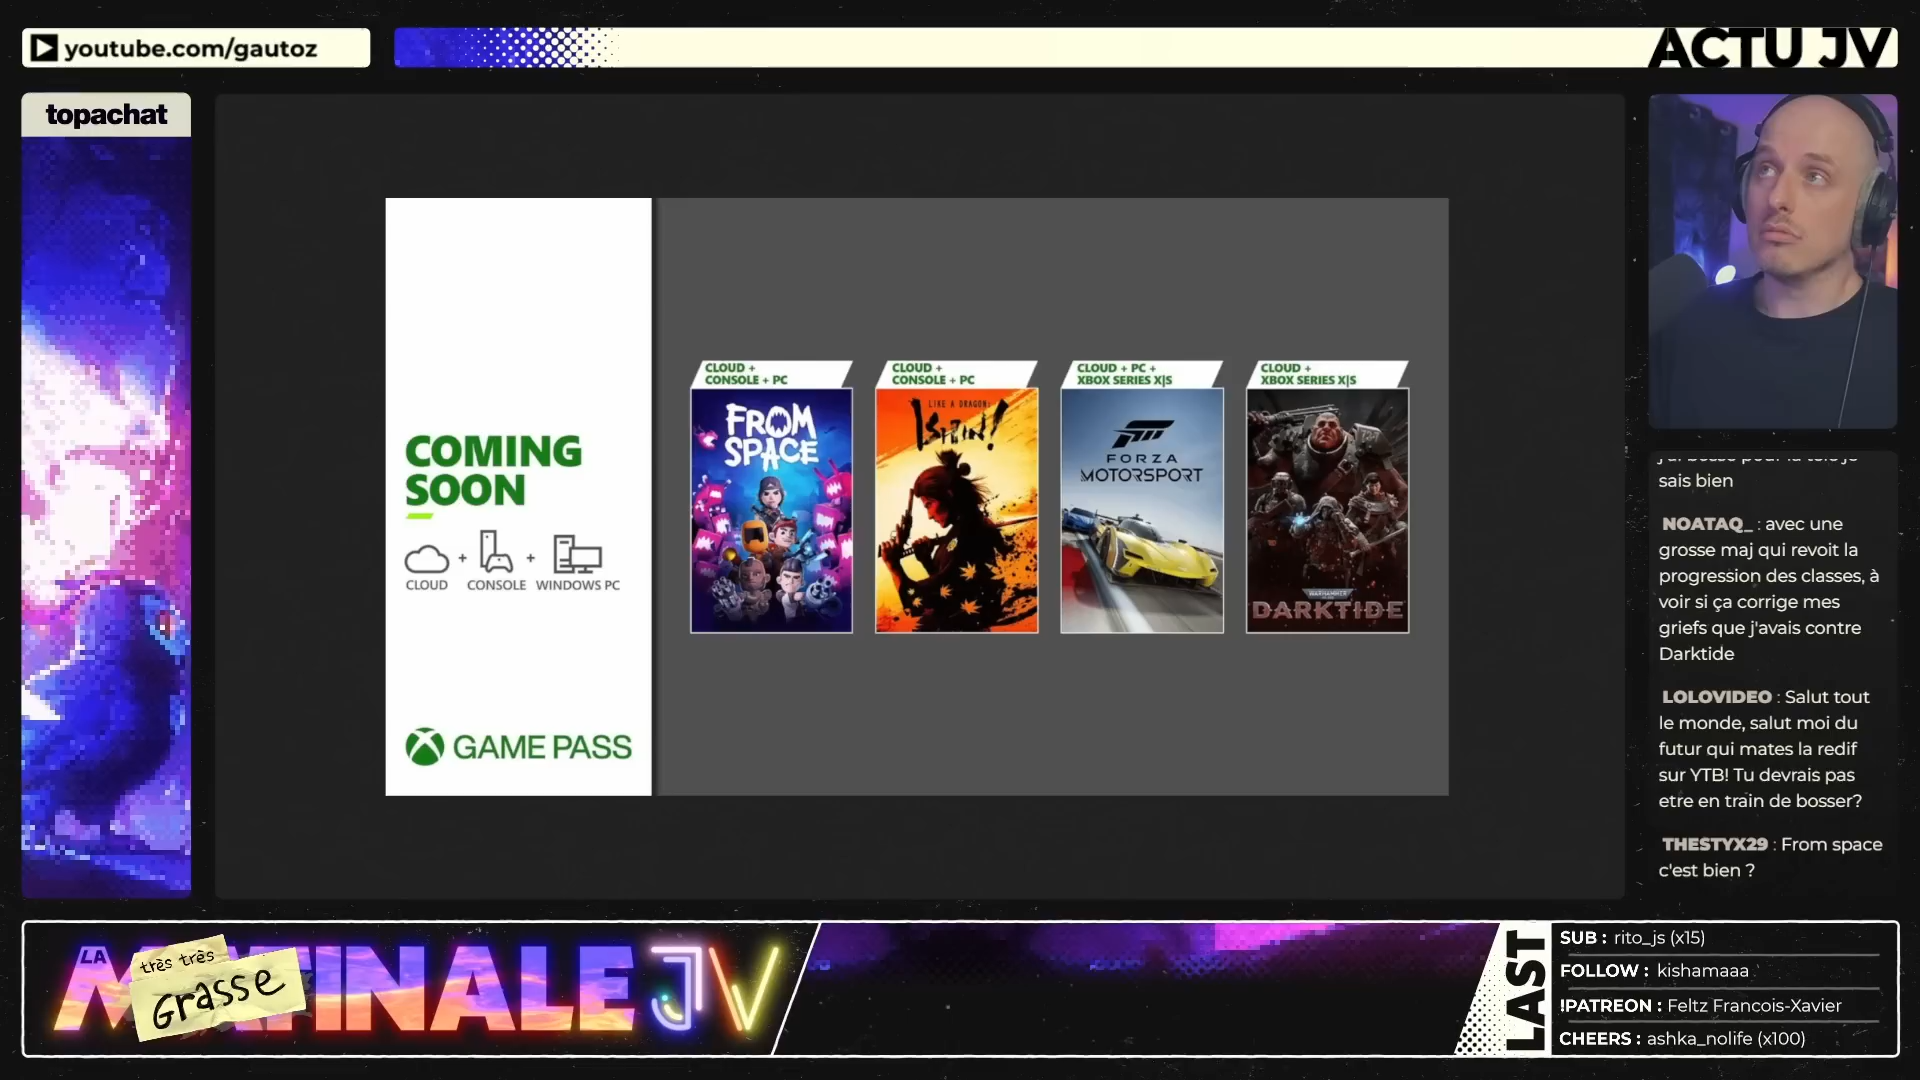 youtube.com/gautoz
ACTU JV
topachat
COMING
SOON
CLOUD + CONSOLE + WINDOWS PC
GAME PASS
CLOUD +
CONSOLE + PC
FROM
SPACE
CLOUD +
CONSOLE + PC
LIKE A DRAGON:
ISHIN!
CLOUD + PC +
XBOX SERIES X|S
FORZA
MOTORSPORT
CLOUD +
XBOX SERIES X|S
WARHAMMER
DARKTIDE
sais bien
NOATAQ_ : avec une
grosse maj qui revoit la
progression des classes, à
voir si ça corrige mes
griefs que j'avais contre
Darktide
LOLOVIDEO : Salut tout
le monde, salut moi du
futur qui mates la redif
sur YTB! Tu devrais pas
etre en train de bosser?
THESTYX29 : From space
c'est bien ?
LA
très très
Grasse
MATINALE JV
LAST
SUB : rito_js (x15)
FOLLOW : kishamaaa
!PATREON : Feltz Francois-Xavier
CHEERS : ashka_nolife (x100)